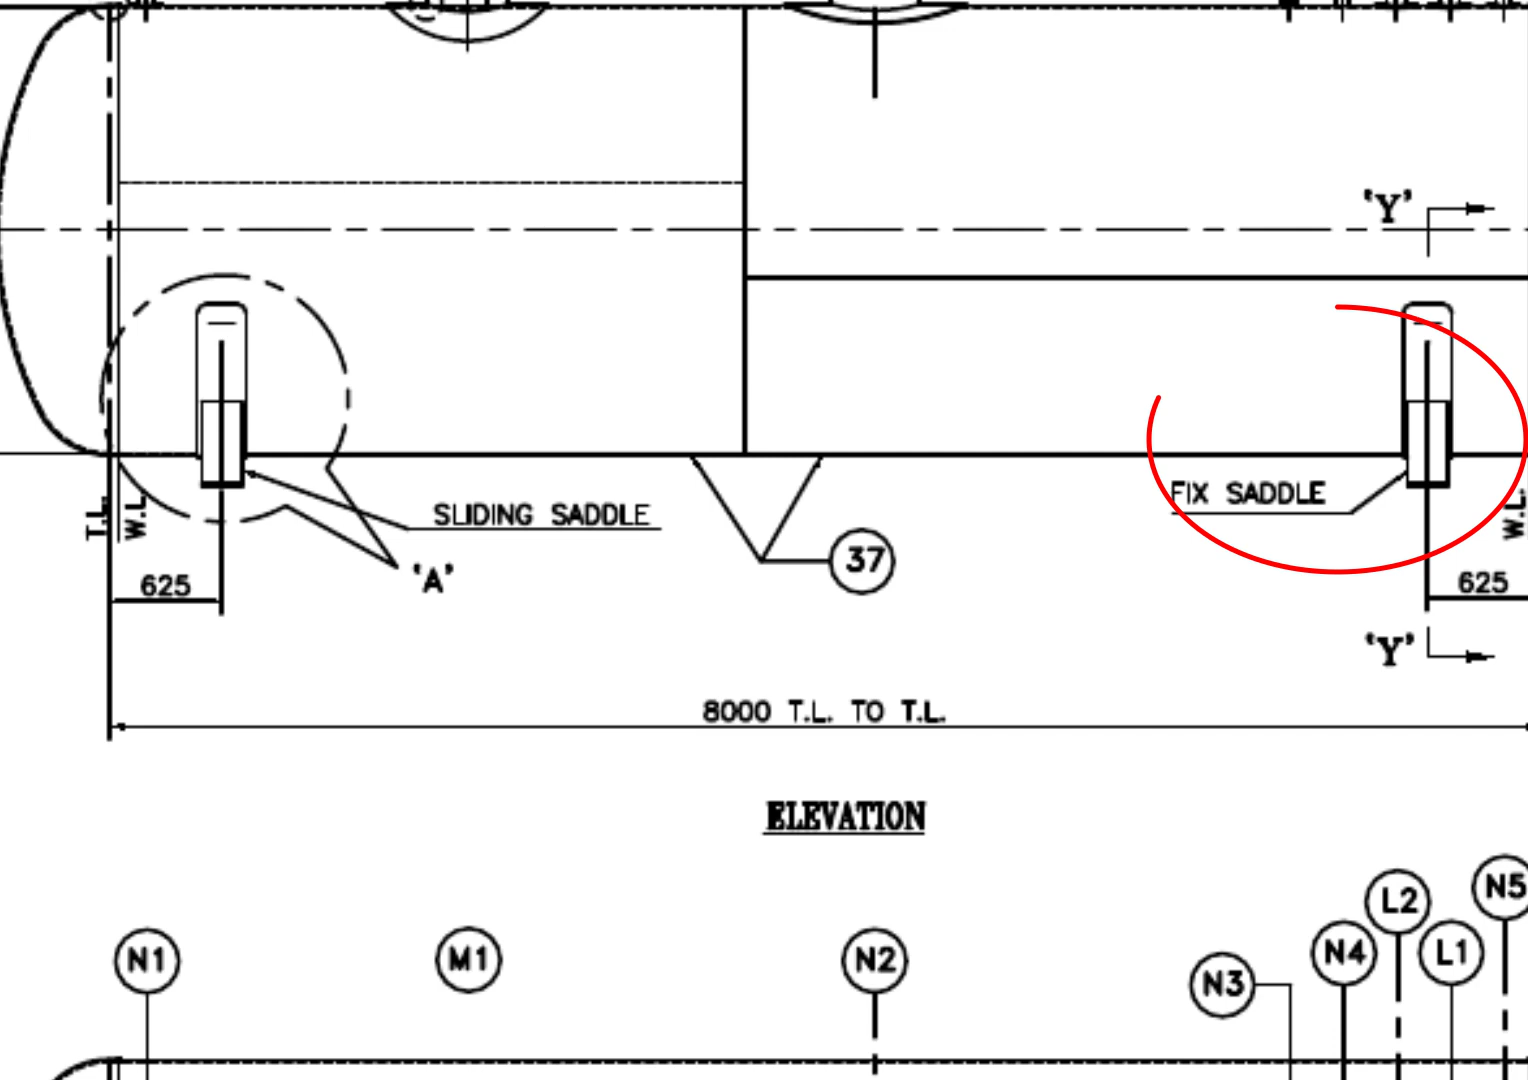 'Y'
T.L.
W.L.
SLIDING SADDLE
FIX SADDLE
W.L.
'A'
37
625
625
'Y'
8000 T.L. TO T.L.
ELEVATION
N1
M1
N2
N3
N4
L2
L1
N5